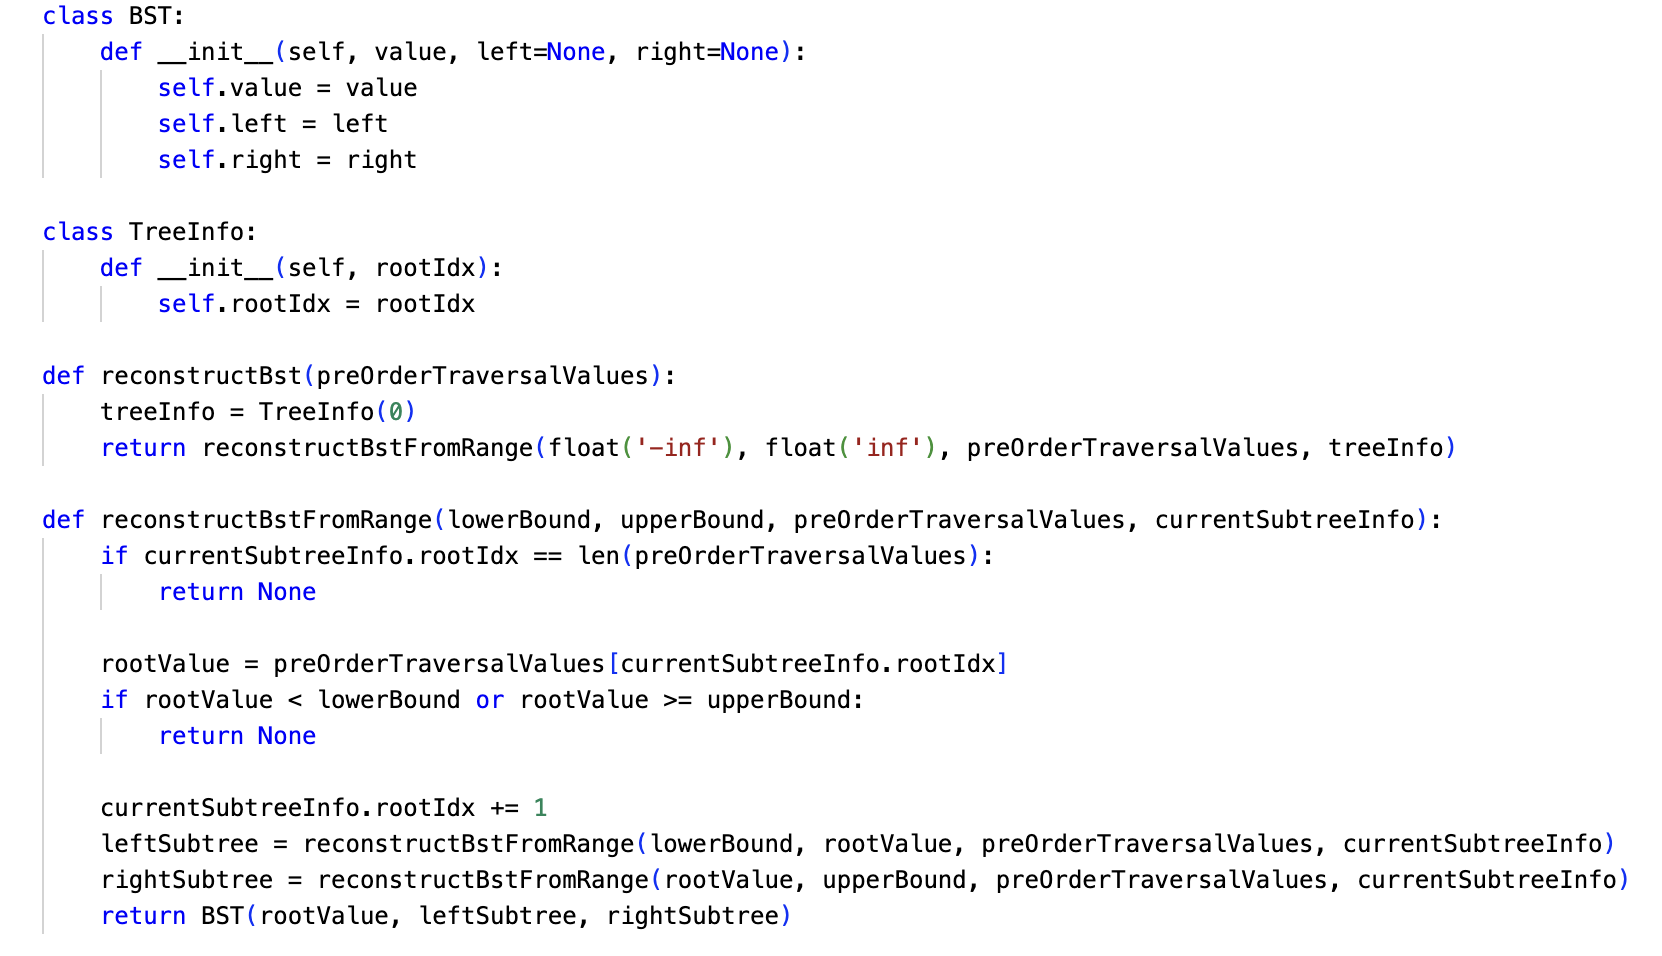 class BST:
    def __init__(self, value, left=None, right=None):
        self.value = value
        self.left = left
        self.right = right

class TreeInfo:
    def __init__(self, rootIdx):
        self.rootIdx = rootIdx

def reconstructBst(preOrderTraversalValues):
    treeInfo = TreeInfo(0)
    return reconstructBstFromRange(float('-inf'), float('inf'), preOrderTraversalValues, treeInfo)

def reconstructBstFromRange(lowerBound, upperBound, preOrderTraversalValues, currentSubtreeInfo):
    if currentSubtreeInfo.rootIdx == len(preOrderTraversalValues):
        return None

    rootValue = preOrderTraversalValues[currentSubtreeInfo.rootIdx]
    if rootValue < lowerBound or rootValue >= upperBound:
        return None

    currentSubtreeInfo.rootIdx += 1
    leftSubtree = reconstructBstFromRange(lowerBound, rootValue, preOrderTraversalValues, currentSubtreeInfo)
    rightSubtree = reconstructBstFromRange(rootValue, upperBound, preOrderTraversalValues, currentSubtreeInfo)
    return BST(rootValue, leftSubtree, rightSubtree)